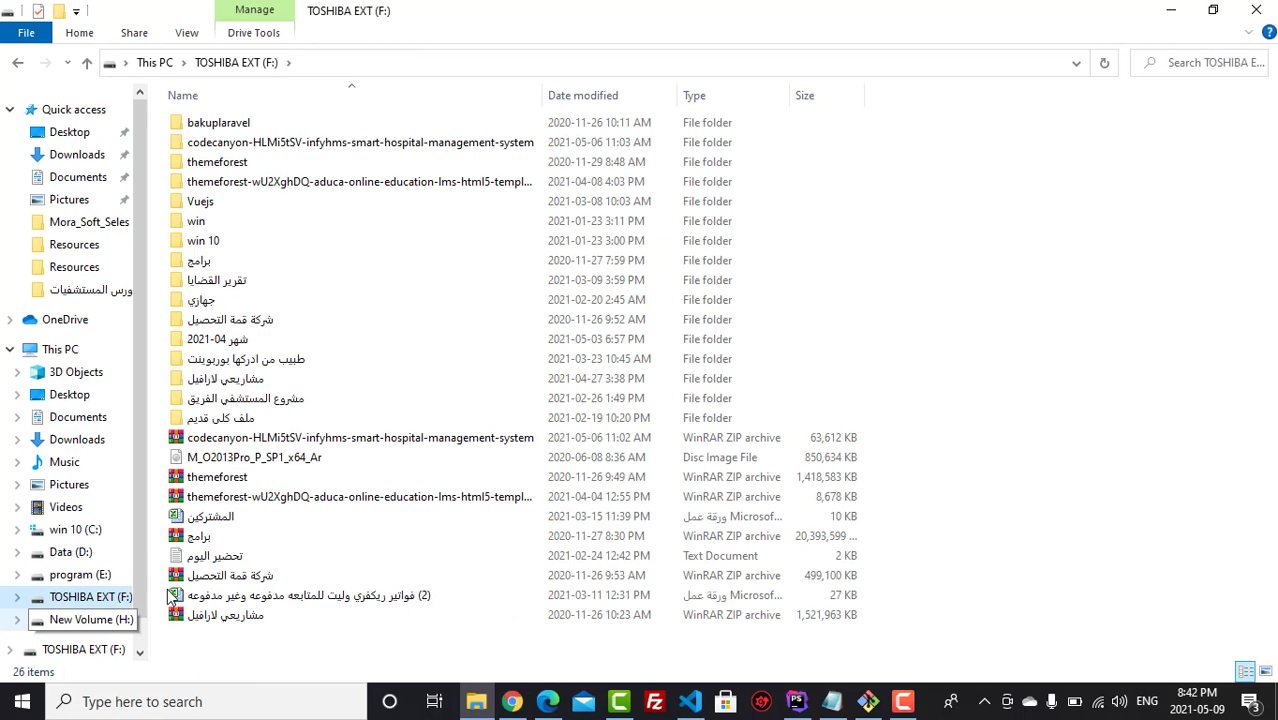 Manage
TOSHIBA EXT (F:)
File
Home
Share
View
Drive Tools
This PC
TOSHIBA EXT (F:)
Search TOSHIBA E...
Name
Date modified
Type
Size
Quick access
Desktop
Downloads
Documents
Pictures
Mora_Soft_Seles
Resources
Resources
ورس المستشفيات
OneDrive
This PC
3D Objects
Desktop
Documents
Downloads
Music
Pictures
Videos
win 10 (C:)
Data (D:)
program (E:)
TOSHIBA EXT (F:)
New Volume (H:)
TOSHIBA EXT (F:)
bakuplaravel 2020-11-26 10:11 AM File folder
codecanyon-HLMi5tSV-infyhms-smart-hospital-management-system 2021-05-06 11:03 AM File folder
themeforest 2020-11-29 8:48 AM File folder
themeforest-wU2XghDQ-aduca-online-education-lms-html5-templ... 2021-04-08 4:03 PM File folder
Vuejs 2021-03-08 10:03 AM File folder
win 2021-01-23 3:11 PM File folder
win 10 2021-01-23 3:00 PM File folder
برامج 2020-11-27 7:59 PM File folder
تقرير القضايا 2021-03-09 3:59 PM File folder
جهازي 2021-02-20 2:45 AM File folder
شركة قمة التحصيل 2020-11-26 9:52 AM File folder
شهر 04-2021 2021-05-03 6:57 PM File folder
طبيب من ادركها بوربوينت 2021-03-23 10:45 AM File folder
مشاريعي لارافيل 2021-04-27 3:38 PM File folder
مشروع المستشفي الفريق 2021-02-26 1:49 PM File folder
ملف كلى قديم 2021-02-19 10:20 PM File folder
codecanyon-HLMi5tSV-infyhms-smart-hospital-management-system 2021-05-06 11:02 AM WinRAR ZIP archive 63,612 KB
M_O2013Pro_P_SP1_x64_Ar 2020-06-08 8:36 AM Disc Image File 850,634 KB
themeforest 2020-11-26 9:49 AM WinRAR ZIP archive 1,418,583 KB
themeforest-wU2XghDQ-aduca-online-education-lms-html5-templ... 2021-04-04 12:55 PM WinRAR ZIP archive 8,678 KB
المشتركين 2021-03-15 11:39 PM ورقة عمل Microsof... 10 KB
برامج 2020-11-27 8:30 PM WinRAR ZIP archive 20,393,599 ...
تحضير اليوم 2021-02-24 12:42 PM Text Document 2 KB
شركة قمة التحصيل 2020-11-26 9:53 AM WinRAR ZIP archive 499,100 KB
فواتير ريكفري وليت للمتابعه مدفوعه وغير مدفوعه (2) 2021-03-11 12:31 PM ورقة عمل Microsof... 27 KB
مشاريعي لارافيل 2020-11-26 10:23 AM WinRAR ZIP archive 1,521,963 KB
26 items
Type here to search
ENG
8:42 PM
2021-05-09
3